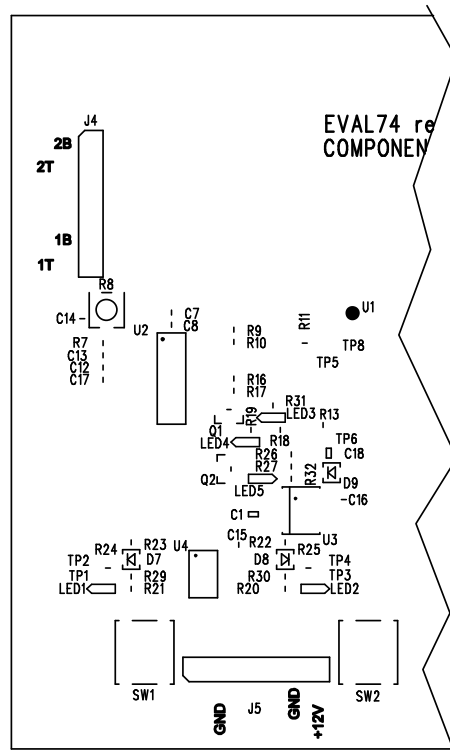 EVAL74 re
COMPONEN
J4
2B
2T
1B
1T
R8
C14
U1
C7
C8
U2
R11
R9
R10
TP8
TP5
R7
C13
C12
C17
R16
R17
R31
R19
LED3
R13
Q1
LED4
R18
TP6
R26
C18
R27
R32
Q2
LED5
D9
C16
C1
U3
C15
R22
R23
R24
U4
D7
D8
R25
TP2
TP4
TP1
R29
R30
TP3
LED1
R21
R20
LED2
SW1
SW2
J5
GND
GND
+12V